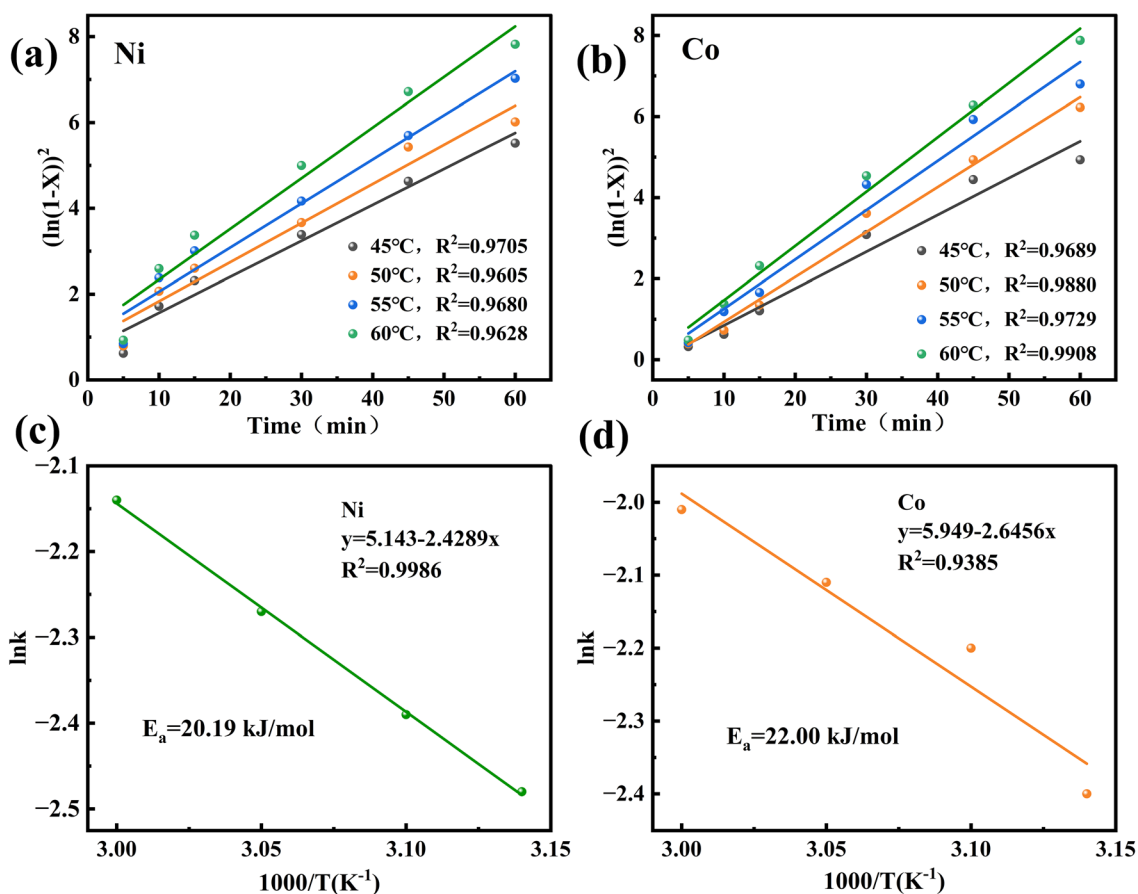 (a)
Ni
(ln(1-X))²
8
6
4
2
0
45℃，R²=0.9705
50℃，R²=0.9605
55℃，R²=0.9680
60℃，R²=0.9628
0 10 20 30 40 50 60
Time（min）
(b)
Co
(ln(1-X))²
8
6
4
2
0
45℃，R²=0.9689
50℃，R²=0.9880
55℃，R²=0.9729
60℃，R²=0.9908
0 10 20 30 40 50 60
Time（min）
(c)
lnk
−2.1
−2.2
−2.3
−2.4
−2.5
Ni
y=5.143-2.4289x
R²=0.9986
Eₐ=20.19 kJ/mol
3.00 3.05 3.10 3.15
1000/T(K⁻¹)
(d)
lnk
−2.0
−2.1
−2.2
−2.3
−2.4
Co
y=5.949-2.6456x
R²=0.9385
Eₐ=22.00 kJ/mol
3.00 3.05 3.10 3.15
1000/T(K⁻¹)